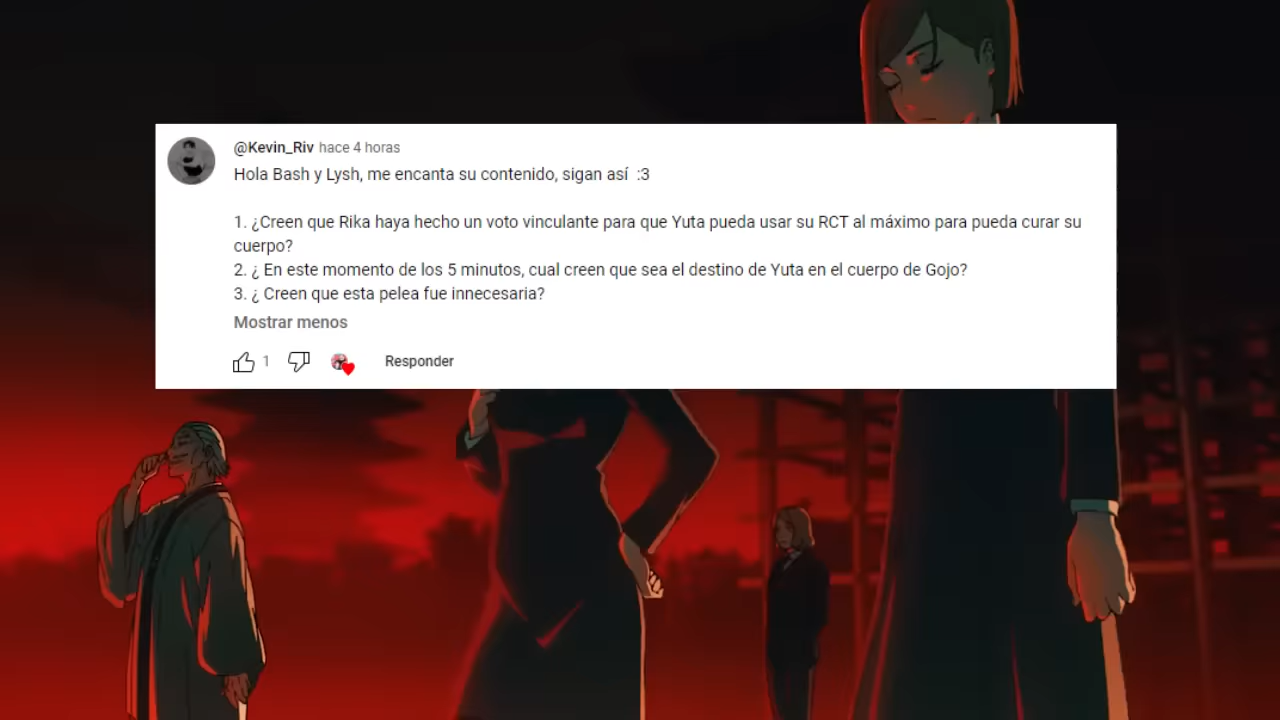 @Kevin_Riv hace 4 horas
Hola Bash y Lysh, me encanta su contenido, sigan así :3
1. ¿Creen que Rika haya hecho un voto vinculante para que Yuta pueda usar su RCT al máximo para pueda curar su
cuerpo?
2. ¿ En este momento de los 5 minutos, cual creen que sea el destino de Yuta en el cuerpo de Gojo?
3. ¿ Creen que esta pelea fue innecesaria?
Mostrar menos
1 Responder